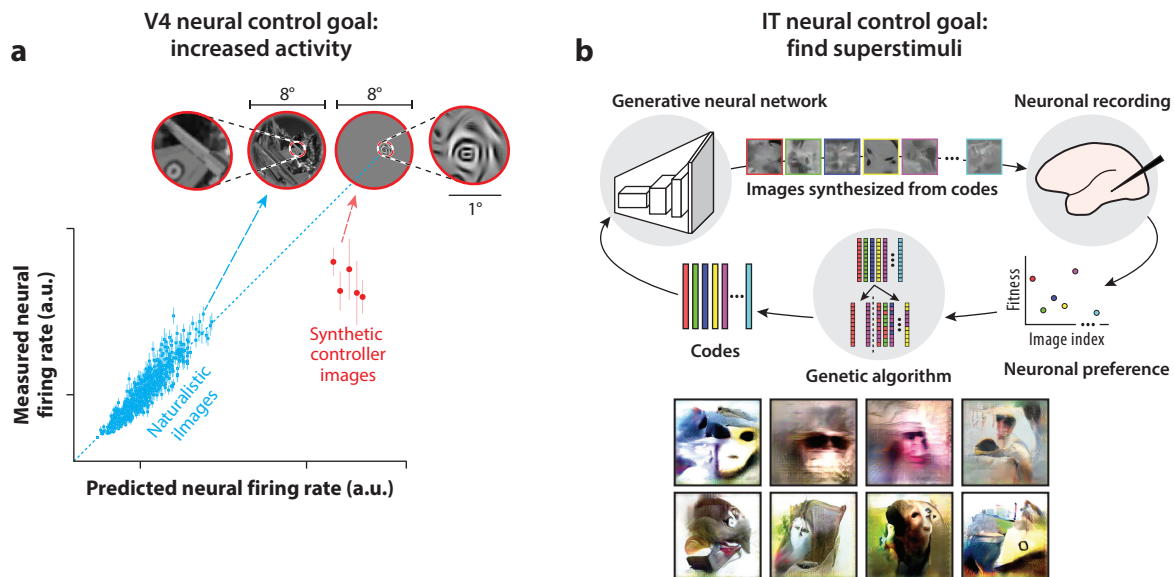 V4 neural control goal:
increased activity
a
8°
8°
1°
Measured neural
firing rate (a.u.)
Naturalistic
iImages
Synthetic
controller
images
Predicted neural firing rate (a.u.)
IT neural control goal:
find superstimuli
b
Generative neural network
Neuronal recording
Images synthesized from codes
Codes
Genetic algorithm
Fitness
Image index
Neuronal preference